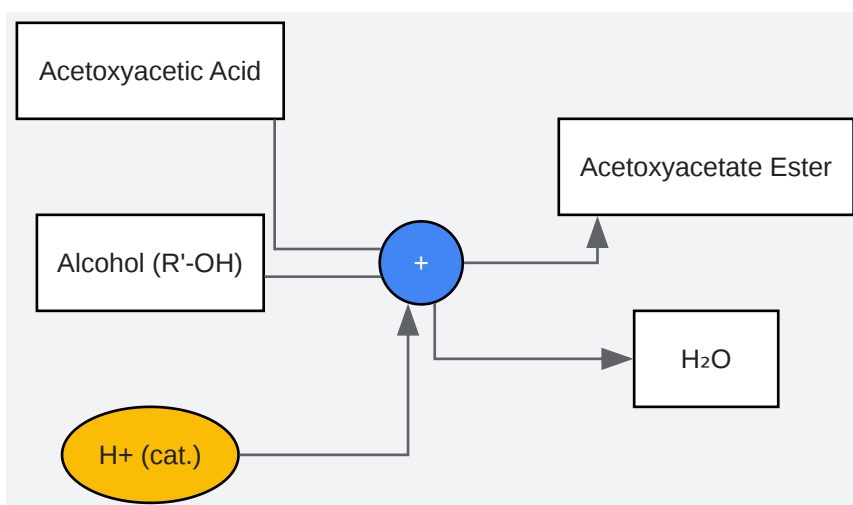 Acetoxyacetic Acid
Acetoxyacetate Ester
Alcohol (R'-OH)
+
H₂O
H+ (cat.)